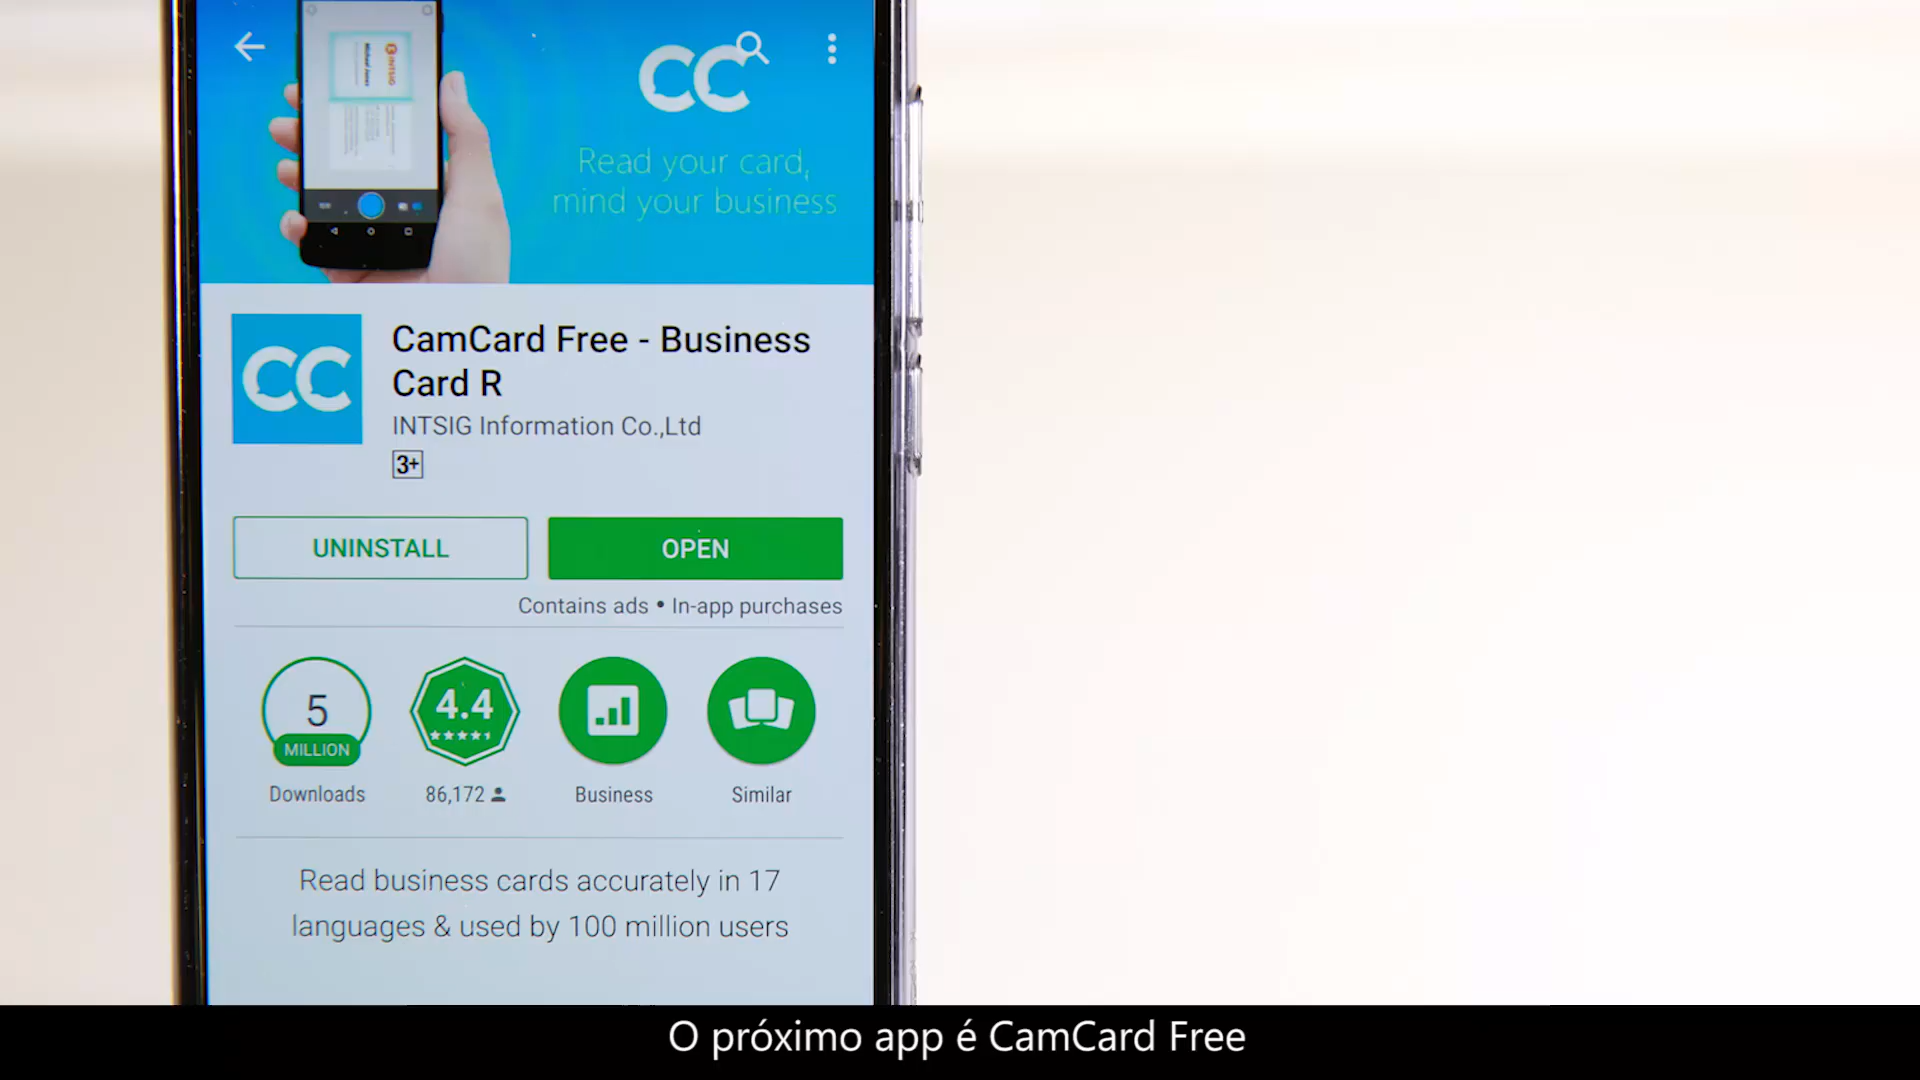 CC
Read your card,
mind your business
INTSIG
CC
CamCard Free - Business
Card R
INTSIG Information Co.,Ltd
3+
UNINSTALL
OPEN
Contains ads • In-app purchases
5
MILLION
Downloads
4.4
86,172
Business
Similar
Read business cards accurately in 17
languages & used by 100 million users
O próximo app é CamCard Free